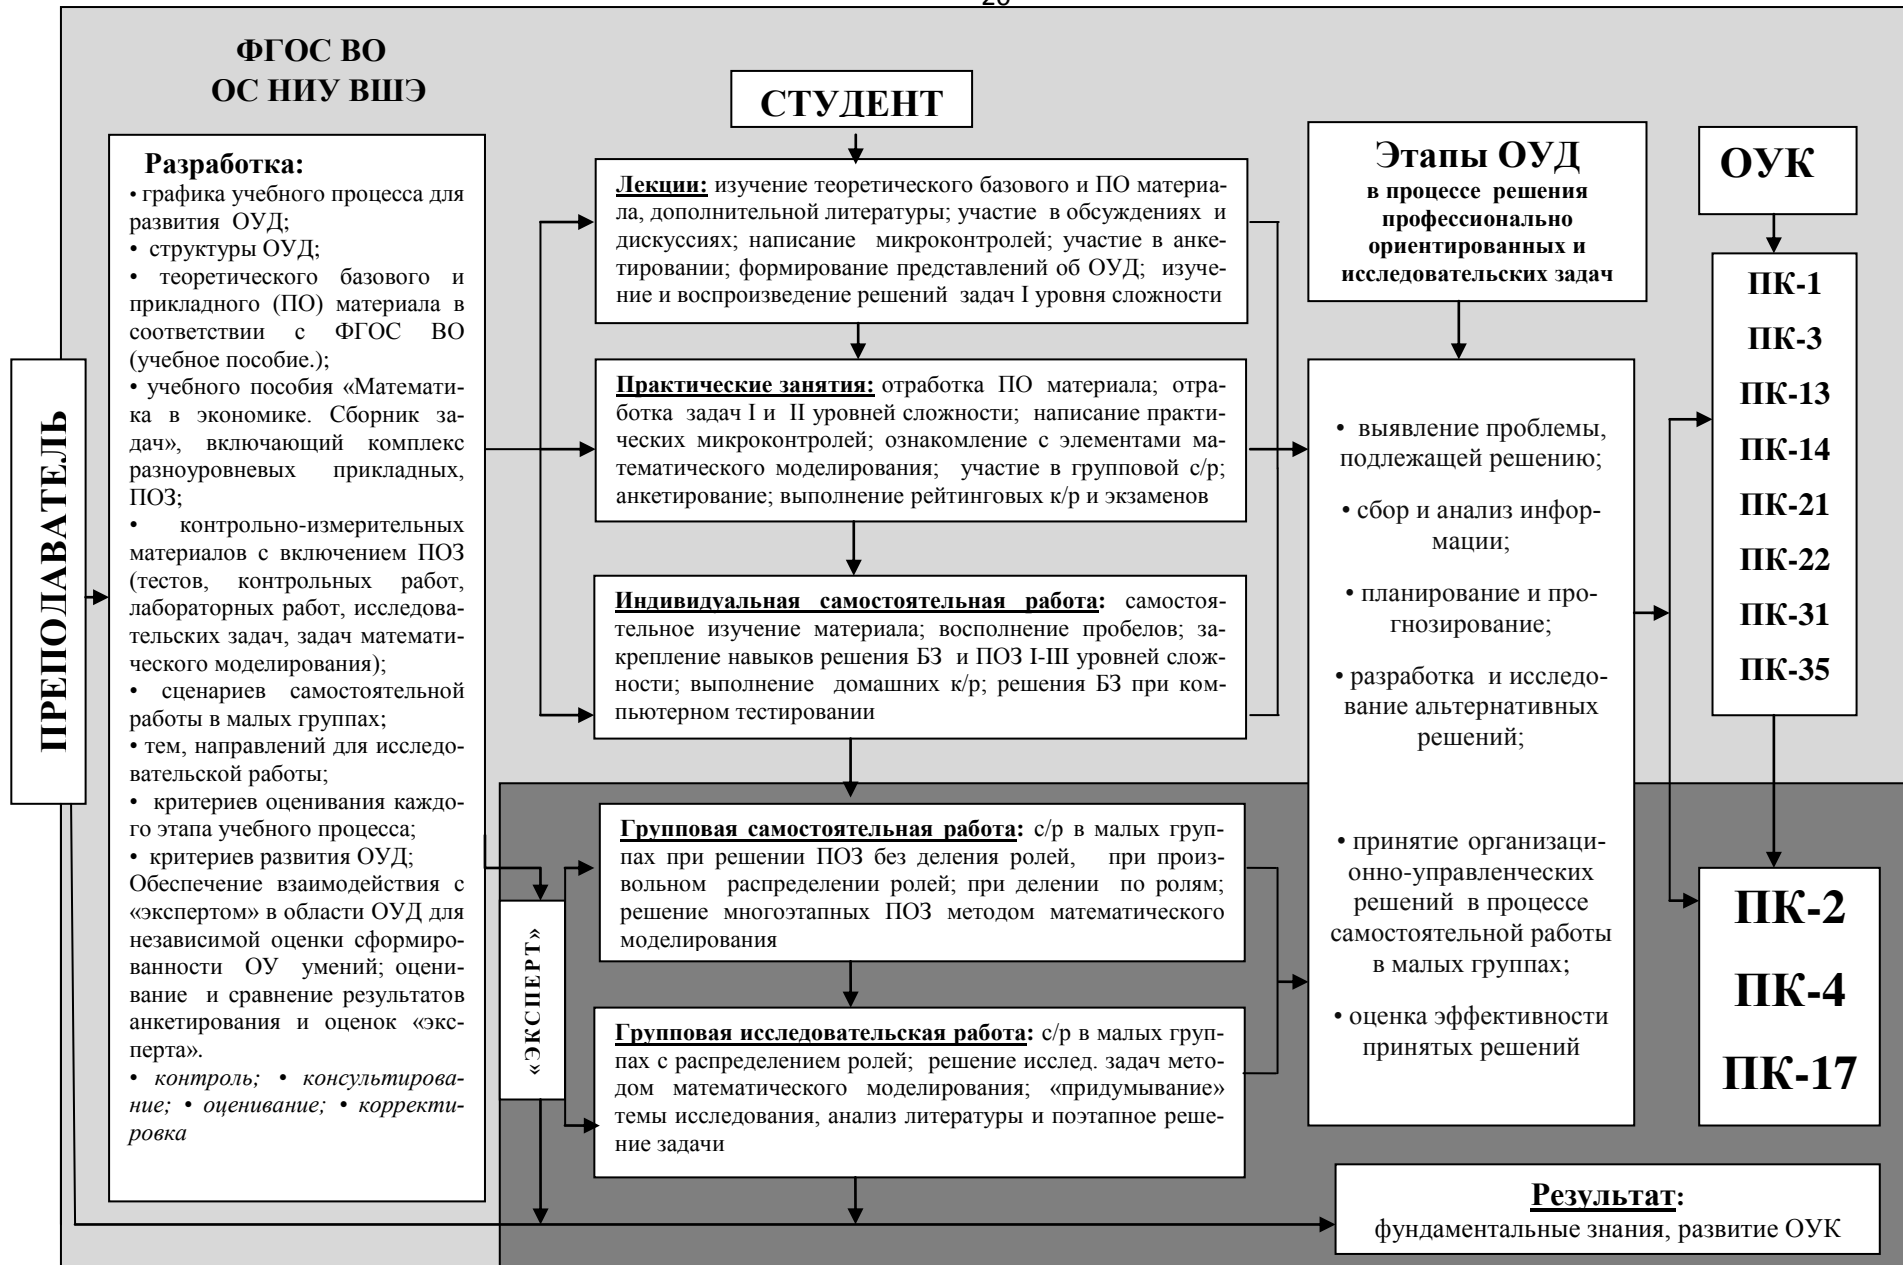 ФГОС ВО
ОС НИУ ВШЭ
ПРЕПОДАВАТЕЛЬ
Разработка:
• графика учебного процесса для
развития ОУД;
• структуры ОУД;
• теоретического базового и
прикладного (ПО) материала в
соответствии с ФГОС ВО
(учебное пособие.);
• учебного пособия «Математи-
ка в экономике. Сборник за-
дач», включающий комплекс
разноуровневых прикладных,
ПОЗ;
• контрольно-измерительных
материалов с включением ПОЗ
(тестов, контрольных работ,
лабораторных работ, исследова-
тельских задач, задач математи-
ческого моделирования);
• сценариев самостоятельной
работы в малых группах;
• тем, направлений для исследо-
вательской работы;
• критериев оценивания каждо-
го этапа учебного процесса;
• критериев развития ОУД;
Обеспечение взаимодействия с
«экспертом» в области ОУД для
независимой оценки сформиро-
ванности ОУ умений; оцени-
вание и сравнение результатов
анкетирования и оценок «экс-
перта».
• контроль; • консультирова-
ние; • оценивание; • корректи-
ровка
СТУДЕНТ
Лекции: изучение теоретического базового и ПО материа-
ла, дополнительной литературы; участие в обсуждениях и
дискуссиях; написание микроконтролей; участие в анке-
тировании; формирование представлений об ОУД; изуче-
ние и воспроизведение решений задач I уровня сложности
Практические занятия: отработка ПО материала; отра-
ботка задач I и II уровней сложности; написание практи-
ческих микроконтролей; ознакомление с элементами ма-
тематического моделирования; участие в групповой с/р;
анкетирование; выполнение рейтинговых к/р и экзаменов
Индивидуальная самостоятельная работа: самостоя-
тельное изучение материала; восполнение пробелов; за-
крепление навыков решения БЗ и ПОЗ I-III уровней слож-
ности; выполнение домашних к/р; решения БЗ при ком-
пьютерном тестировании
«ЭКСПЕРТ»
Групповая самостоятельная работа: с/р в малых груп-
пах при решении ПОЗ без деления ролей, при произ-
вольном распределении ролей; при делении по ролям;
решение многоэтапных ПОЗ методом математического
моделирования
Групповая исследовательская работа: с/р в малых груп-
пах с распределением ролей; решение исслед. задач мето-
дом математического моделирования; «придумывание»
темы исследования, анализ литературы и поэтапное реше-
ние задачи
Этапы ОУД
в процессе решения
профессионально
ориентированных и
исследовательских задач
• выявление проблемы,
подлежащей решению;
• сбор и анализ инфор-
мации;
• планирование и про-
гнозирование;
• разработка и исследо-
вание альтернативных
решений;
• принятие организаци-
онно-управленческих
решений в процессе
самостоятельной работы
в малых группах;
• оценка эффективности
принятых решений
ОУК
ПК-1
ПК-3
ПК-13
ПК-14
ПК-21
ПК-22
ПК-31
ПК-35
ПК-2
ПК-4
ПК-17
Результат:
фундаментальные знания, развитие ОУК